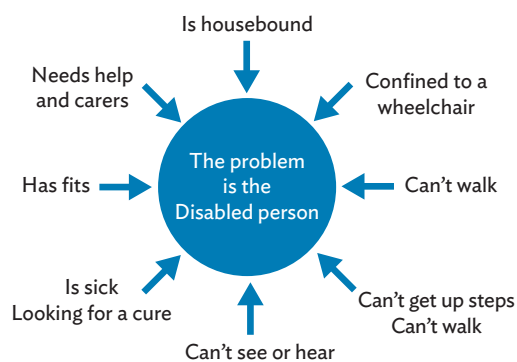 Is housebound
Needs help
and carers
Confined to a
wheelchair
The problem
is the
Disabled person
Has fits
Can't walk
Is sick
Looking for a cure
Can't get up steps
Can't walk
Can't see or hear